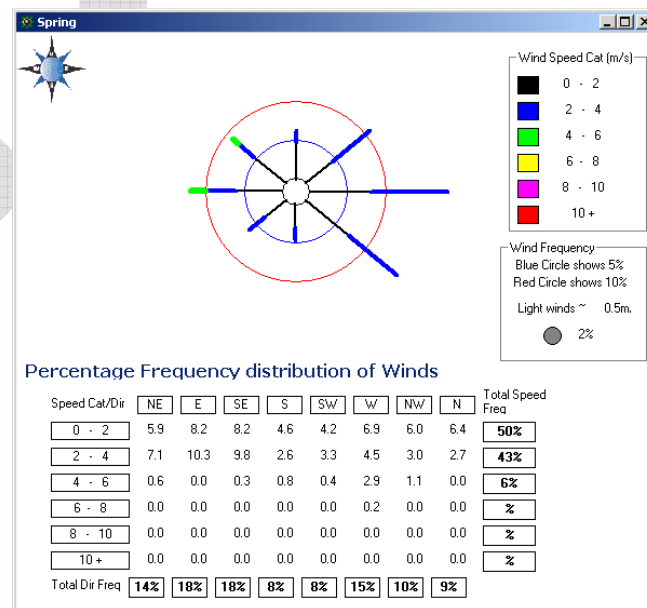 Spring
Wind Speed Cat (m/s)
0 - 2
2 - 4
4 - 6
6 - 8
8 - 10
10 +
Wind Frequency
Blue Circle shows 5%
Red Circle shows 10%
Light winds ~ 0.5m.
2%
Percentage Frequency distribution of Winds
Speed Cat/Dir NE E SE S SW W NW N Total Speed Freq
0 - 2 5.9 8.2 8.2 4.6 4.2 6.9 6.0 6.4 50%
2 - 4 7.1 10.3 9.8 2.6 3.3 4.5 3.0 2.7 43%
4 - 6 0.6 0.0 0.3 0.8 0.4 2.9 1.1 0.0 6%
6 - 8 0.0 0.0 0.0 0.0 0.0 0.2 0.0 0.0 %
8 - 10 0.0 0.0 0.0 0.0 0.0 0.0 0.0 0.0 %
10 + 0.0 0.0 0.0 0.0 0.0 0.0 0.0 0.0 %
Total Dir Freq 14% 18% 18% 8% 8% 15% 10% 9%